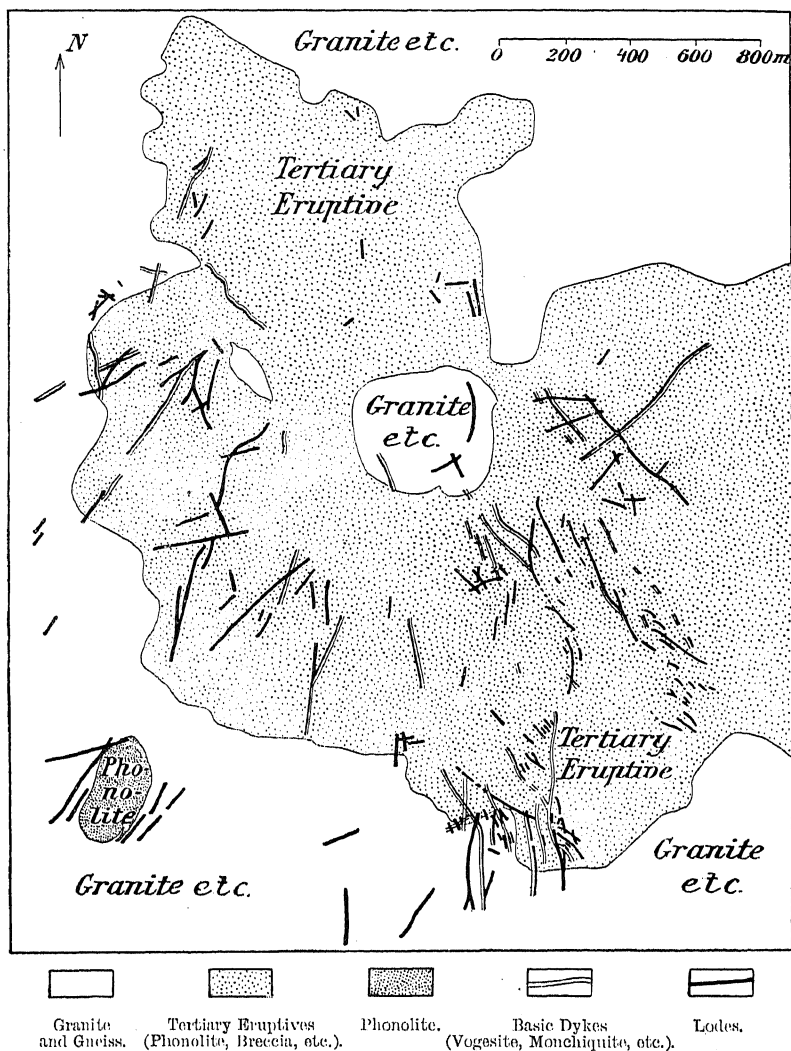 N
Granite etc.
0 200 400 600 800m
Tertiary
Eruptive
Granite
etc.
Tertiary
Eruptive
Pho-
no-
lite
Granite etc.
Granite
etc.
Granite
and Gneiss.
Tertiary Eruptives
(Phonolite, Breccia, etc.).
Phonolite.
Basic Dykes
(Vogesite, Monchiquite, etc.).
Lodes.